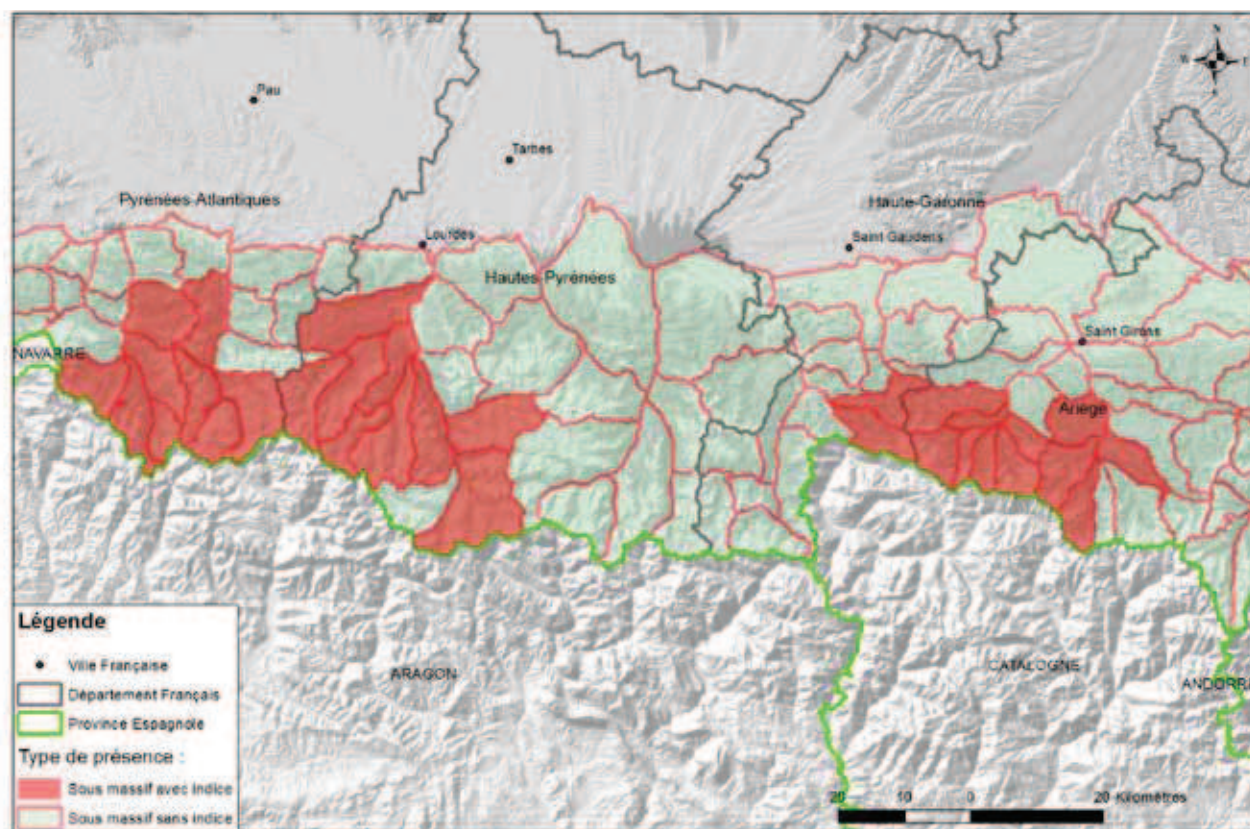 N
W E
S
Pau
Tarbes
Pyrénées-Atlantiques
Haute-Garonne
Lourdes
Saint Gaudens
Hautes-Pyrénées
Saint Girons
NAVARRE
Ariège
Légende
Ville Française
ARAGON
CATALOGNE
Département Français
ANDORRA
Province Espagnole
Type de présence :
Sous massif avec indice
20 10 0 20 Kilomètres
Sous massif sans indice